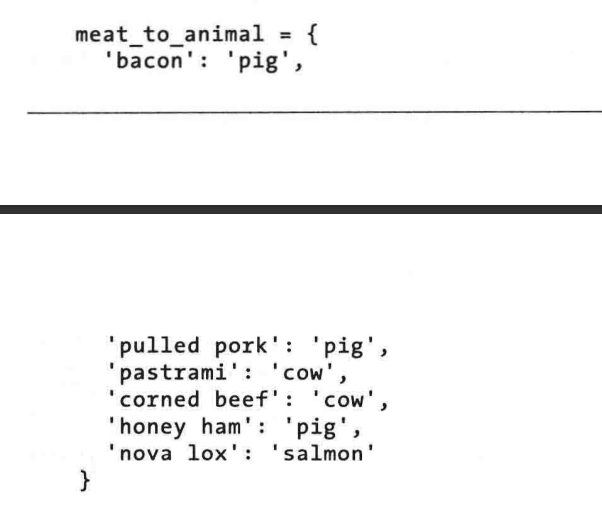 meat_to_animal = {
'bacon': 'pig',
'pulled pork': 'pig',
'pastrami': 'cow',
'corned beef': 'cow',
'honey ham': 'pig',
'nova lox': 'salmon'
}